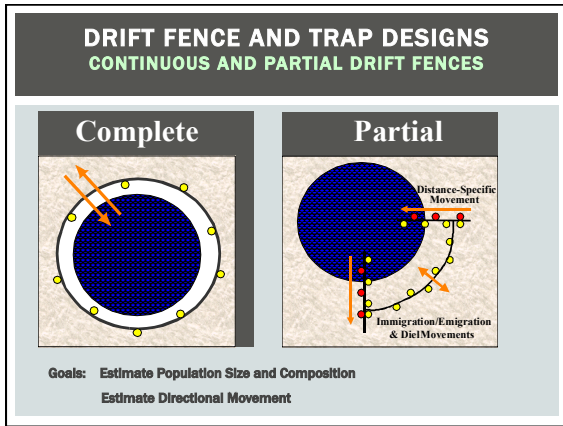 DRIFT FENCE AND TRAP DESIGNS
CONTINUOUS AND PARTIAL DRIFT FENCES
Complete
Partial
Distance-Specific
Movement
Immigration/Emigration
& DielMovements
Goals: Estimate Population Size and Composition
Estimate Directional Movement